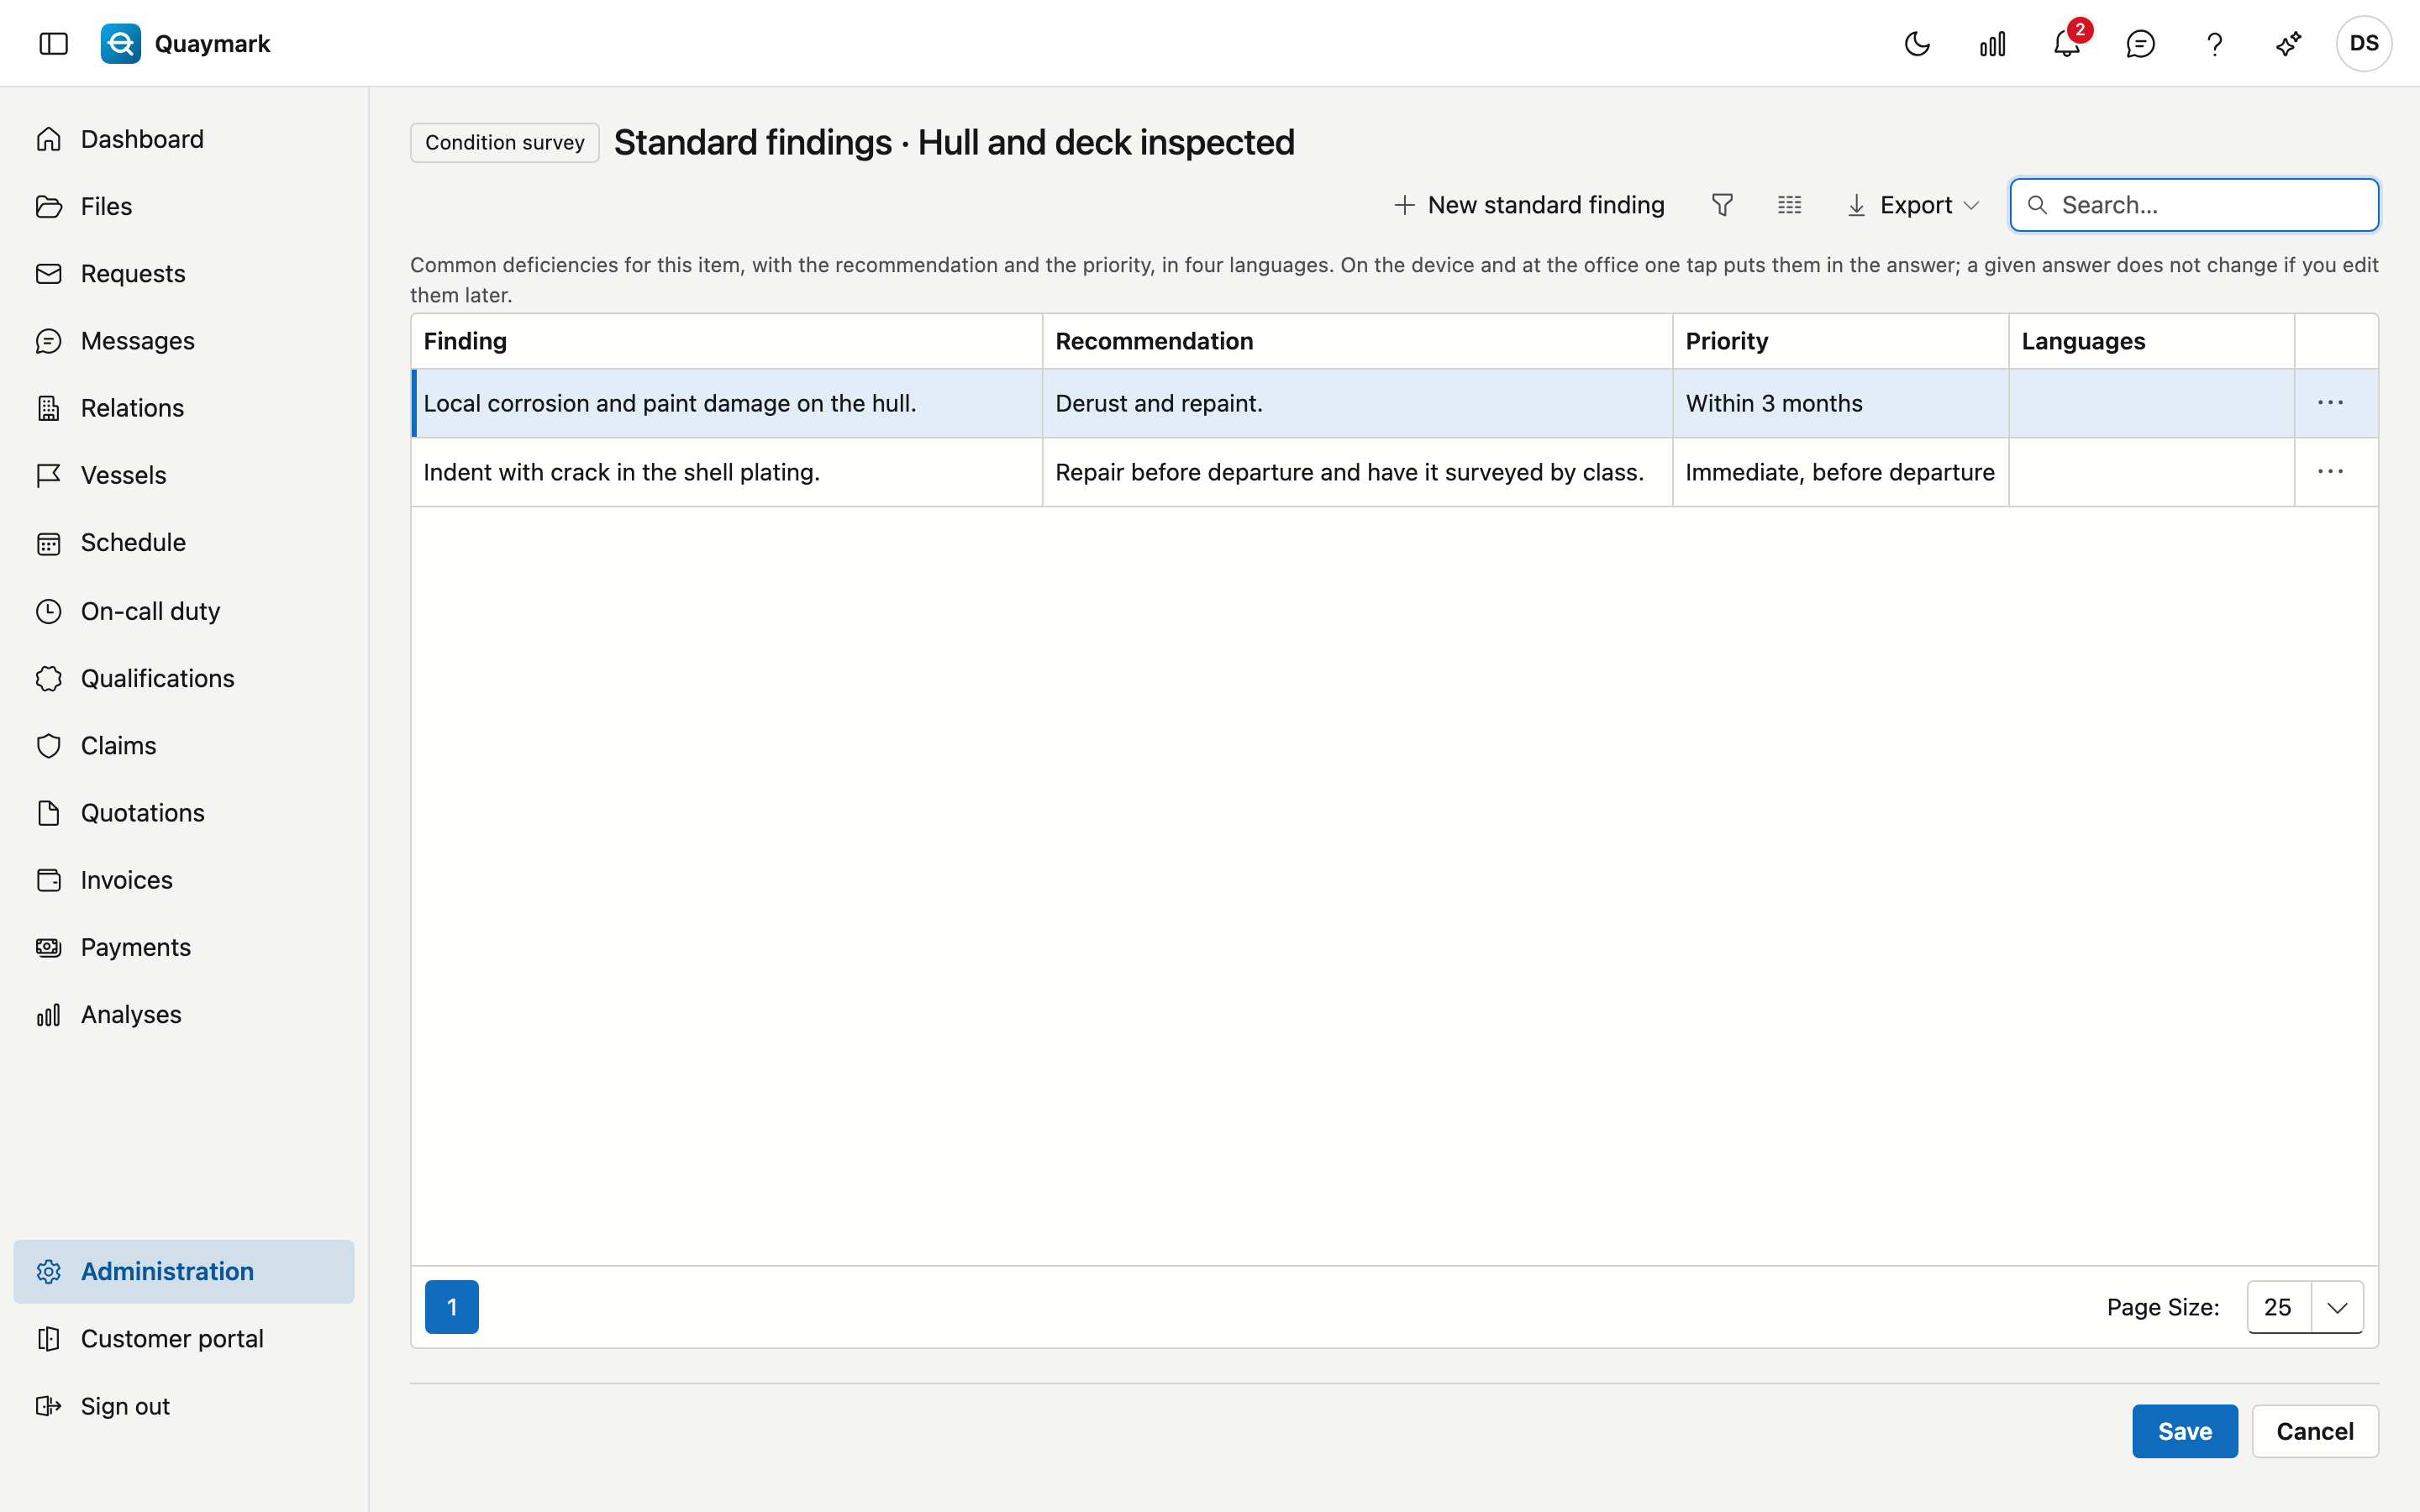 Quaymark
2
DS
Dashboard
Files
Requests
Messages
Relations
Vessels
Schedule
On-call duty
Qualifications
Claims
Quotations
Invoices
Payments
Analyses
Administration
Customer portal
Sign out
Condition survey
Standard findings · Hull and deck inspected
New standard finding
Export
Search...
Common deficiencies for this item, with the recommendation and the priority, in four languages. On the device and at the office one tap puts them in the answer; a given answer does not change if you edit
them later.
Finding Recommendation Priority Languages
Local corrosion and paint damage on the hull. Derust and repaint. Within 3 months
Indent with crack in the shell plating. Repair before departure and have it surveyed by class. Immediate, before departure
1
Page Size: 25
Save Cancel